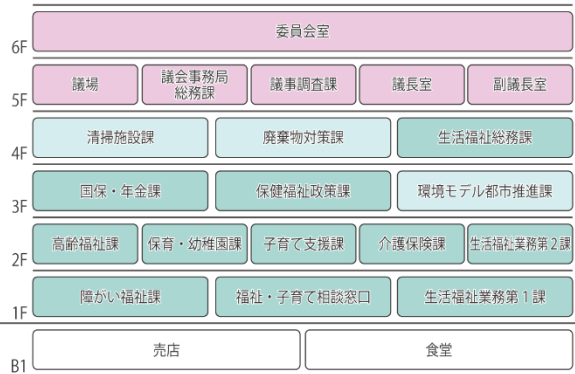 6F
委員会室
5F
議場
議会事務局
総務課
議事調査課
議長室
副議長室
4F
清掃施設課
廃棄物対策課
生活福祉総務課
3F
国保・年金課
保健福祉政策課
環境モデル都市推進課
2F
高齢福祉課
保育・幼稚園課
子育て支援課
介護保険課
生活福祉業務第2課
1F
障がい福祉課
福祉・子育て相談窓口
生活福祉業務第1課
B1
売店
食堂